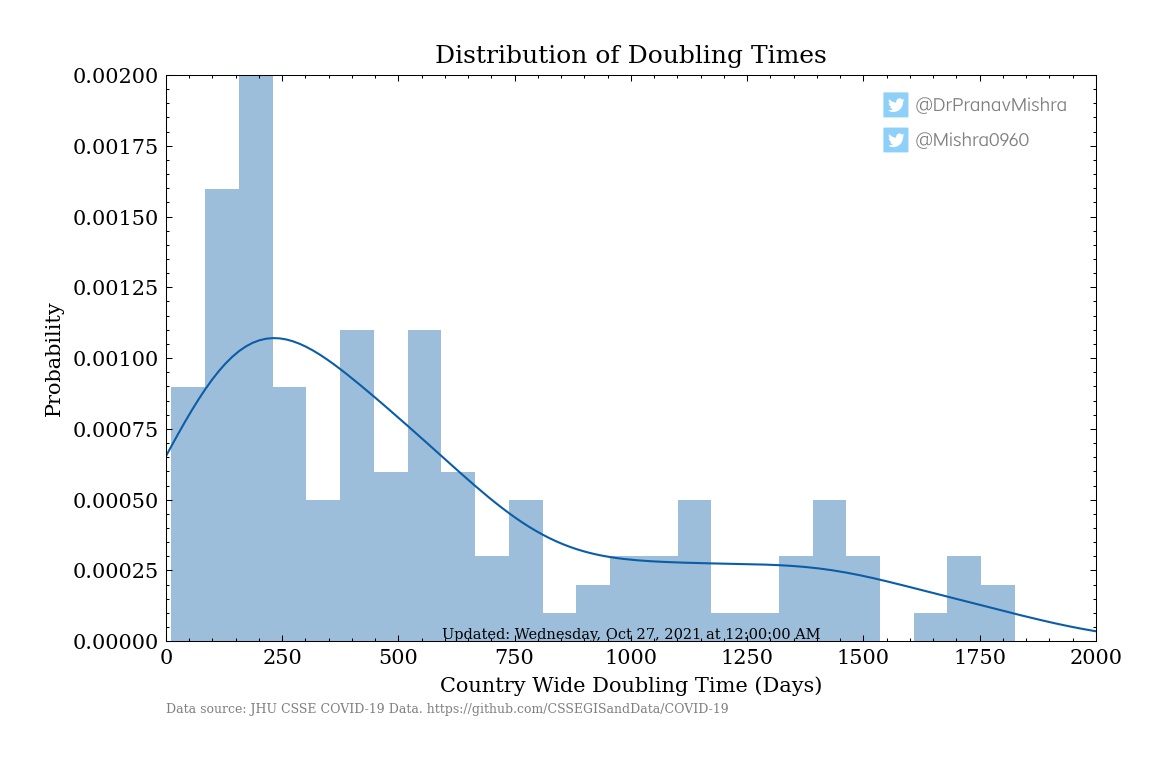 Distribution of Doubling Times
@DrPranavMishra
@Mishra0960
Probability
0.00200
0.00175
0.00150
0.00125
0.00100
0.00075
0.00050
0.00025
0.00000
Updated: Wednesday, Oct 27, 2021 at 12:00:00 AM
0 250 500 750 1000 1250 1500 1750 2000
Country Wide Doubling Time (Days)
Data source: JHU CSSE COVID-19 Data. https://github.com/CSSEGISandData/COVID-19